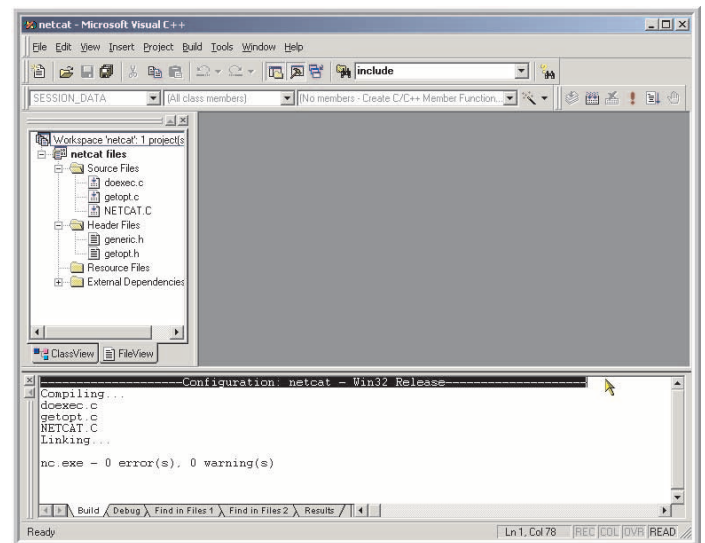 netcat - Microsoft Visual C++
File Edit View Insert Project Build Tools Window Help
include
SESSION_DATA (All class members) (No members - Create C/C++ Member Function...
Workspace 'netcat': 1 project(s
netcat files
Source Files
doexec.c
getopt.c
NETCAT.C
Header Files
generic.h
getopt.h
Resource Files
External Dependencies
ClassView FileView
--------------------Configuration: netcat - Win32 Release--------------------
Compiling...
doexec.c
getopt.c
NETCAT.C
Linking...
nc.exe - 0 error(s), 0 warning(s)
Build Debug Find in Files 1 Find in Files 2 Results
Ready Ln 1, Col 78 REC COL OVR READ